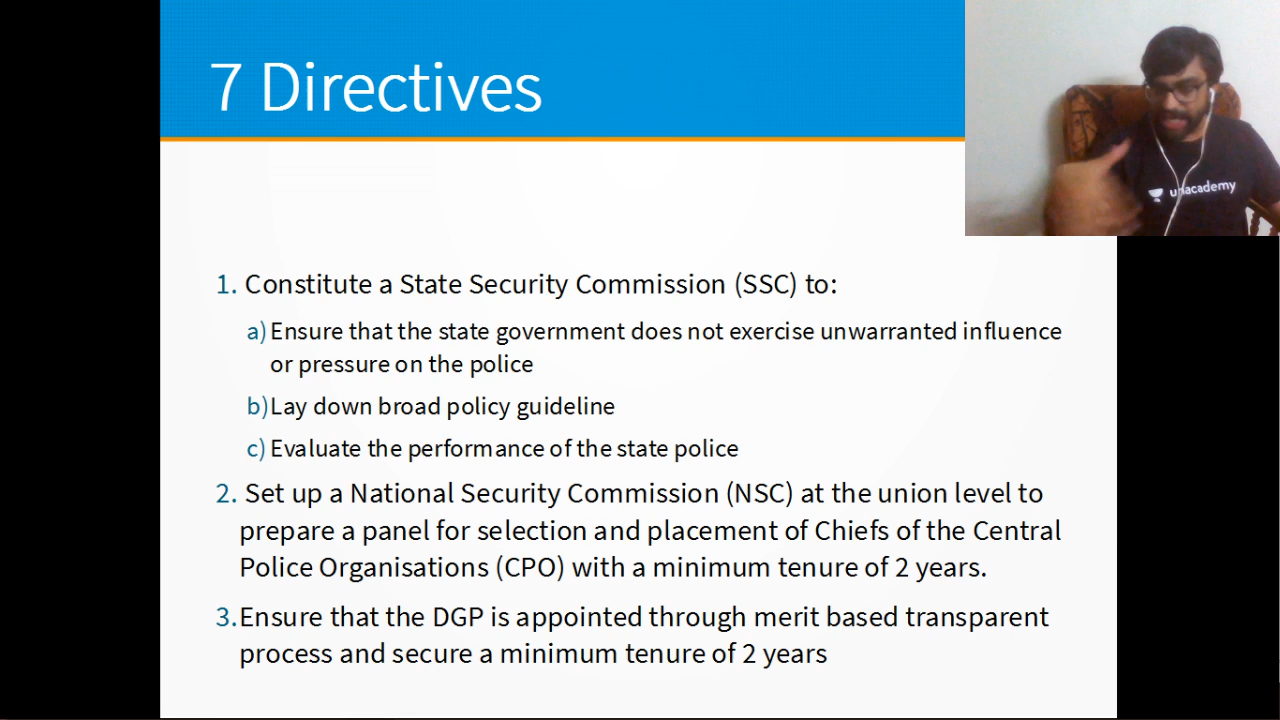 7 Directives
unacademy
1. Constitute a State Security Commission (SSC) to:
a) Ensure that the state government does not exercise unwarranted influence
or pressure on the police
b) Lay down broad policy guideline
c) Evaluate the performance of the state police
2. Set up a National Security Commission (NSC) at the union level to
prepare a panel for selection and placement of Chiefs of the Central
Police Organisations (CPO) with a minimum tenure of 2 years.
3. Ensure that the DGP is appointed through merit based transparent
process and secure a minimum tenure of 2 years